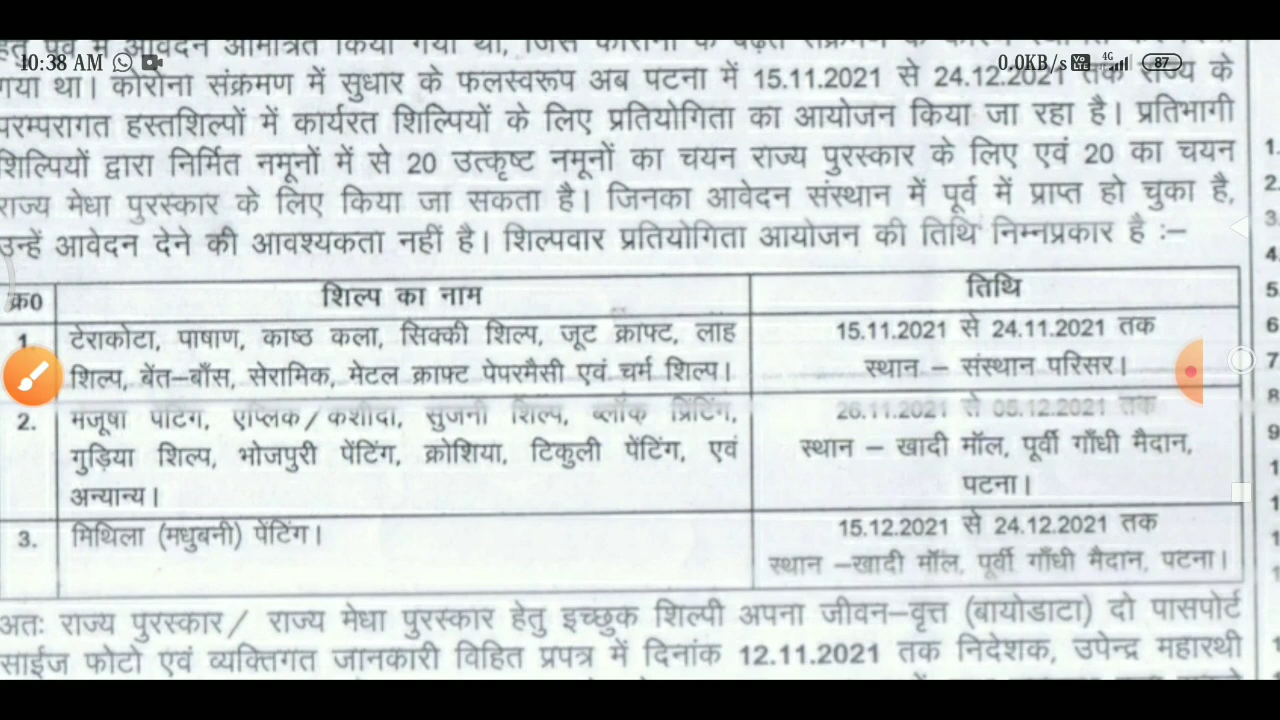 10:38 AM
0.0KB/s
4G
87
गया था। कोरोना संक्रमण में सुधार के फलस्वरूप अब पटना में 15.11.2021 से 24.12.2021 तक राज्य के
परम्परागत हस्तशिल्पों में कार्यरत शिल्पियों के लिए प्रतियोगिता का आयोजन किया जा रहा है। प्रतिभागी
शिल्पियों द्वारा निर्मित नमूनों में से 20 उत्कृष्ट नमूनों का चयन राज्य पुरस्कार के लिए एवं 20 का चयन
राज्य मेधा पुरस्कार के लिए किया जा सकता है। जिनका आवेदन संस्थान में पूर्व में प्राप्त हो चुका है,
उन्हें आवेदन देने की आवश्यकता नहीं है। शिल्पवार प्रतियोगिता आयोजन की तिथि निम्नप्रकार है :–
क्र0 शिल्प का नाम तिथि
1. टेराकोटा, पाषाण, काष्ठ कला, सिक्की शिल्प, जूट क्राफ्ट, लाह 15.11.2021 से 24.11.2021 तक
शिल्प, बेंत–बाँस, सेरामिक, मेटल क्राफ्ट पेपरमैसी एवं चर्म शिल्प। स्थान – संस्थान परिसर।
2. मंजूषा पेंटिंग, एप्लिक/कशीदा, सुजनी शिल्प, ब्लॉक प्रिंटिंग, 26.11.2021 से 05.12.2021 तक
गुड़िया शिल्प, भोजपुरी पेंटिंग, क्रोशिया, टिकुली पेंटिंग, एवं स्थान – खादी मॉल, पूर्वी गाँधी मैदान,
अन्यान्य। पटना।
3. मिथिला (मधुबनी) पेंटिंग। 15.12.2021 से 24.12.2021 तक
स्थान –खादी मॉल, पूर्वी गाँधी मैदान, पटना।
अतः राज्य पुरस्कार/ राज्य मेधा पुरस्कार हेतु इच्छुक शिल्पी अपना जीवन–वृत्त (बायोडाटा) दो पासपोर्ट
साईज फोटो एवं व्यक्तिगत जानकारी विहित प्रपत्र में दिनांक 12.11.2021 तक निदेशक, उपेन्द्र महारथी